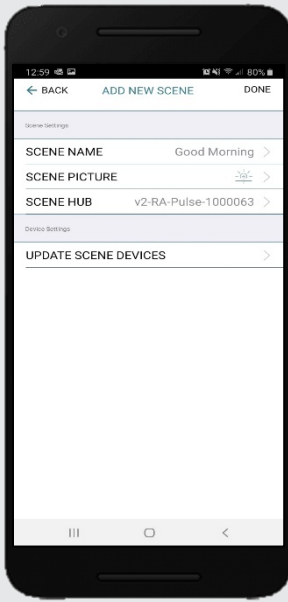 12:59 80%
← BACK ADD NEW SCENE DONE
Scene Settings
SCENE NAME Good Morning >
SCENE PICTURE >
SCENE HUB v2-RA-Pulse-1000063 >
Device Settings
UPDATE SCENE DEVICES >